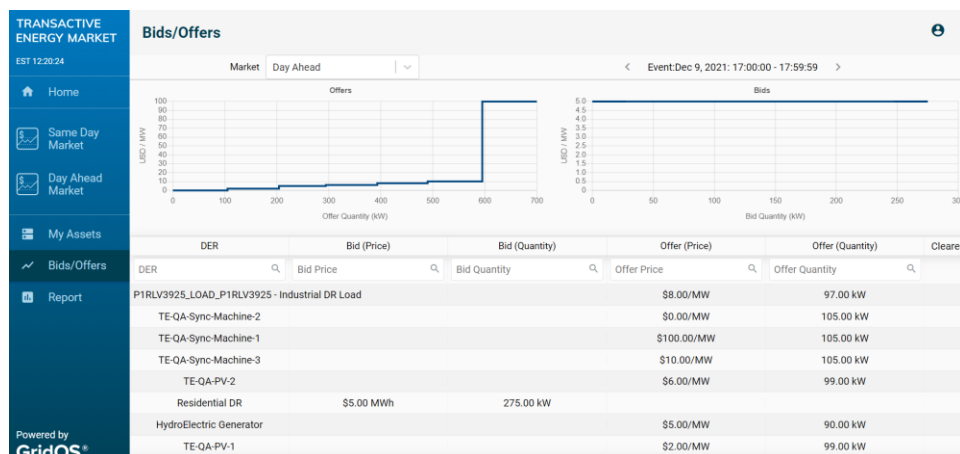 TRANSACTIVE
ENERGY MARKET
EST 12:20:24
Home
Same Day
Market
Day Ahead
Market
My Assets
Bids/Offers
Report
Powered by
GridOS®
Bids/Offers
Market Day Ahead
Event:Dec 9, 2021: 17:00:00 - 17:59:59
Offers
USD / MW
100
90
80
70
60
50
40
30
20
10
0
0 100 200 300 400 500 600 700
Offer Quantity (kW)
Bids
USD / MW
5.0
4.5
4.0
3.5
3.0
2.5
2.0
1.5
1.0
0.5
0
0 50 100 150 200 250 300
Bid Quantity (kW)
DER Bid (Price) Bid (Quantity) Offer (Price) Offer (Quantity) Cleare
DER Bid Price Bid Quantity Offer Price Offer Quantity
P1RLV3925_LOAD_P1RLV3925 - Industrial DR Load $8.00/MW 97.00 kW
TE-QA-Sync-Machine-2 $0.00/MW 105.00 kW
TE-QA-Sync-Machine-1 $100.00/MW 105.00 kW
TE-QA-Sync-Machine-3 $10.00/MW 105.00 kW
TE-QA-PV-2 $6.00/MW 99.00 kW
Residential DR $5.00 MWh 275.00 kW
HydroElectric Generator $5.00/MW 90.00 kW
TE-QA-PV-1 $2.00/MW 99.00 kW